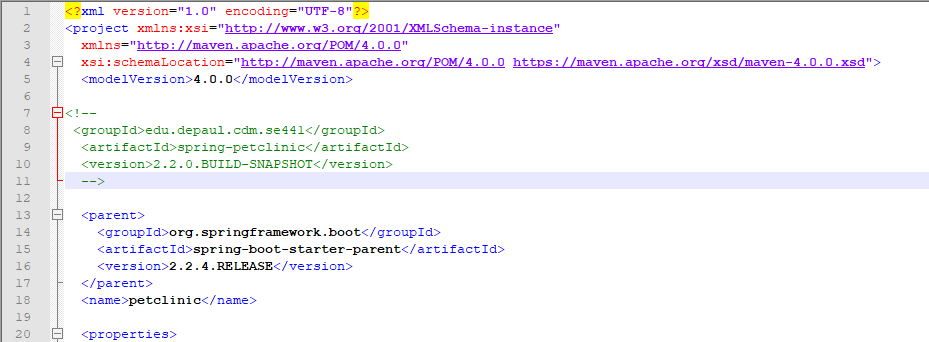 1 <?xml version="1.0" encoding="UTF-8"?>
2 <project xmlns:xsi="http://www.w3.org/2001/XMLSchema-instance"
3 xmlns="http://maven.apache.org/POM/4.0.0"
4 xsi:schemaLocation="http://maven.apache.org/POM/4.0.0 https://maven.apache.org/xsd/maven-4.0.0.xsd">
5 <modelVersion>4.0.0</modelVersion>
6
7 <!--
8 <groupId>edu.depaul.cdm.se441</groupId>
9 <artifactId>spring-petclinic</artifactId>
10 <version>2.2.0.BUILD-SNAPSHOT</version>
11 -->
12
13 <parent>
14 <groupId>org.springframework.boot</groupId>
15 <artifactId>spring-boot-starter-parent</artifactId>
16 <version>2.2.4.RELEASE</version>
17 </parent>
18 <name>petclinic</name>
19
20 <properties>